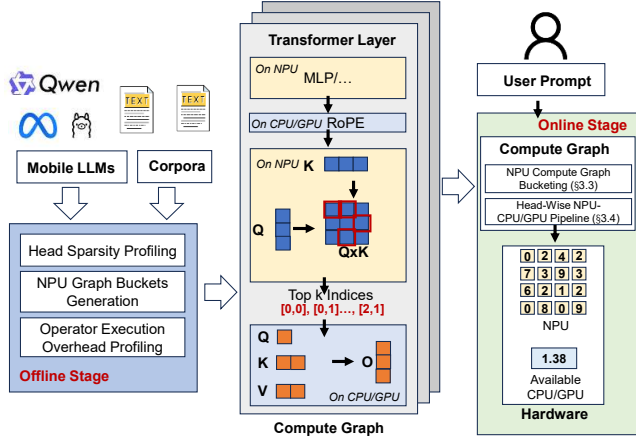 Qwen
TEXT
TEXT
Mobile LLMs
Corpora
Head Sparsity Profiling
NPU Graph Buckets
Generation
Operator Execution
Overhead Profiling
Offline Stage
Transformer Layer
On NPU
MLP/...
On CPU/GPU RoPE
On NPU K
Q
QxK
Top k Indices
[0,0], [0,1]..., [2,1]
Q
K
O
V
On CPU/GPU
Compute Graph
User Prompt
Online Stage
Compute Graph
NPU Compute Graph
Bucketing (§3.3)
Head-Wise NPU-
CPU/GPU Pipeline (§3.4)
0 2 4 2
7 3 9 3
6 2 1 2
0 8 0 9
NPU
1.38
Available
CPU/GPU
Hardware